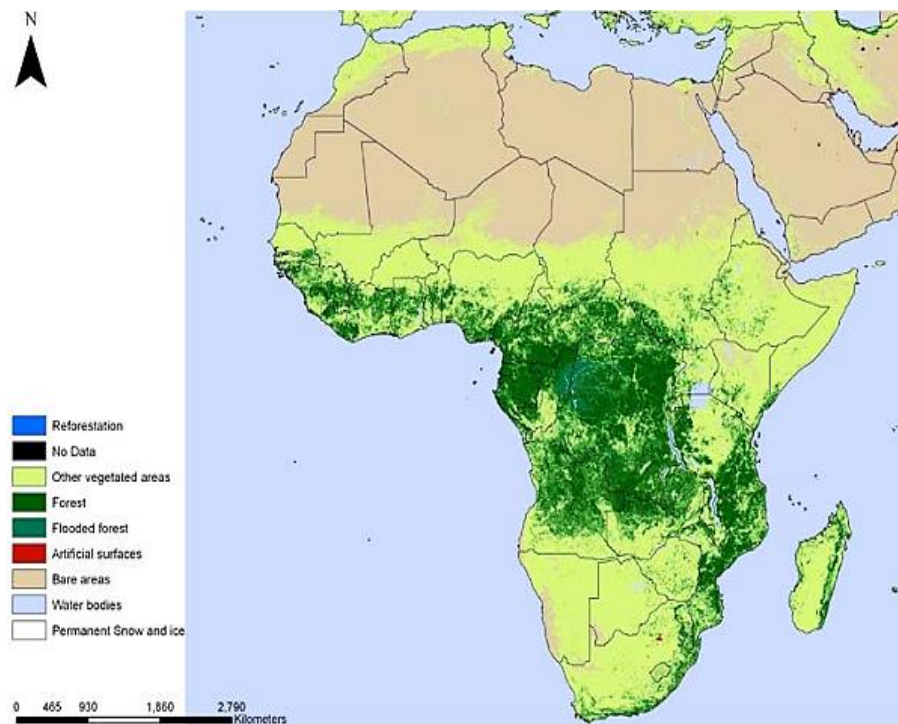 N
Reforestation
No Data
Other vegetated areas
Forest
Flooded forest
Artificial surfaces
Bare areas
Water bodies
Permanent Snow and ice
0 465 930 1,860 2,790
Kilometers